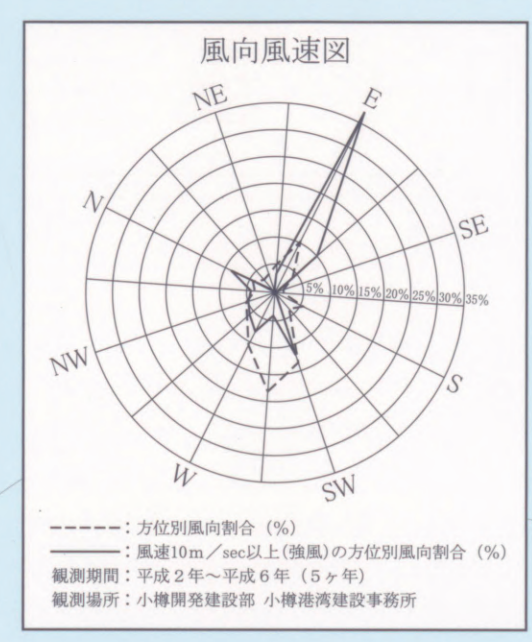 風向風速図
NE
E
N
SE
5% 10% 15% 20% 25% 30% 35%
NW
S
W
SW
-----:方位別風向割合(%)
———:風速10m/sec以上(強風)の方位別風向割合(%)
観測期間:平成2年~平成6年(5ヶ年)
観測場所:小樽開発建設部 小樽港湾建設事務所